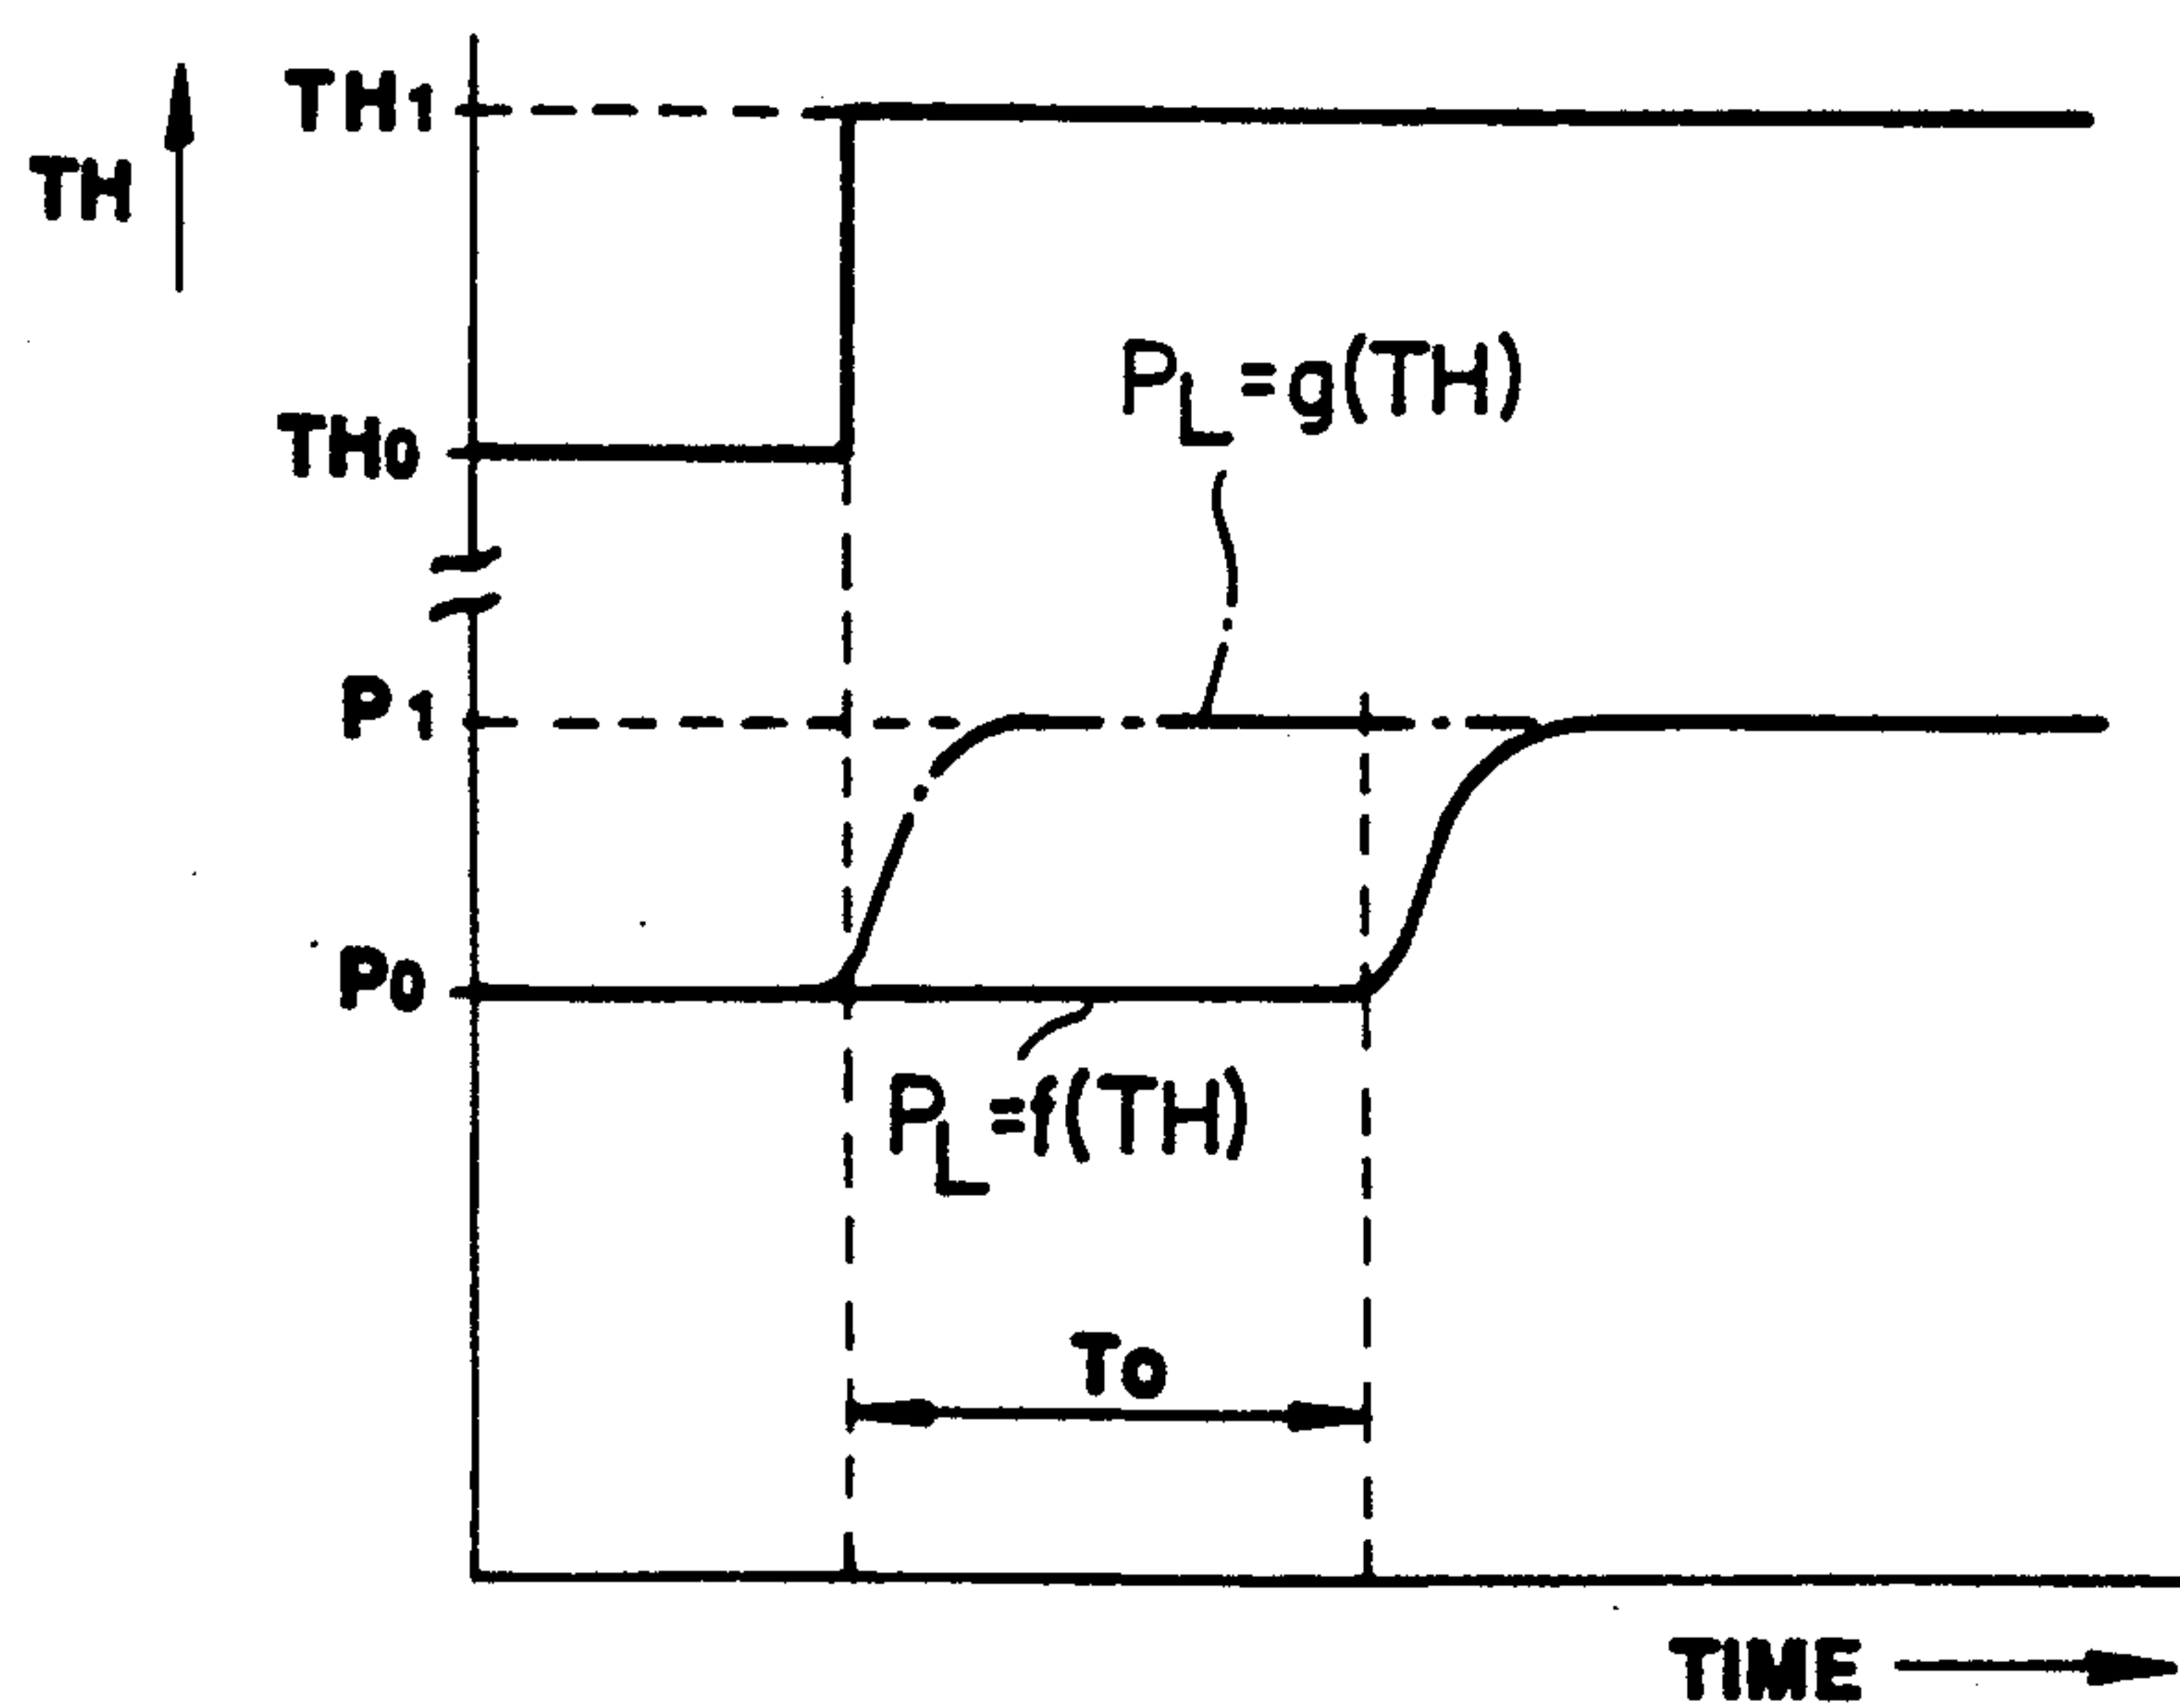 TH1
TH
PL=g(TH)
TH0
P1
P0
PL=f(TH)
To
TIME